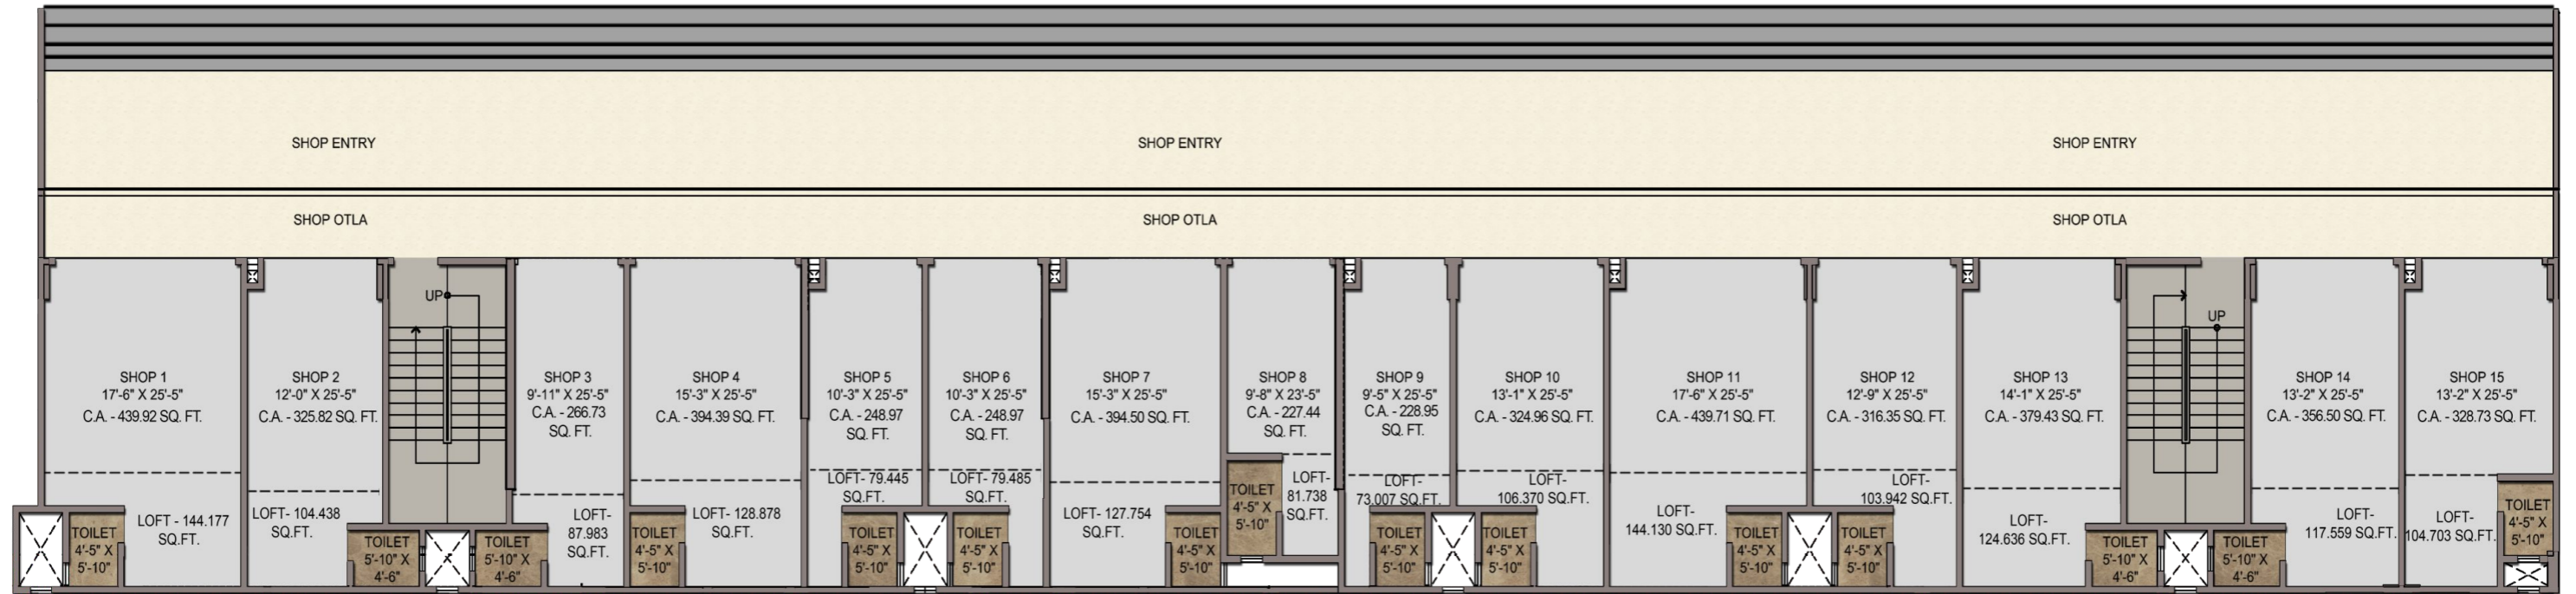 SHOP ENTRY
SHOP ENTRY
SHOP ENTRY
SHOP OTLA
SHOP OTLA
SHOP OTLA
SHOP 1
17'-6" X 25'-5"
C.A. - 439.92 SQ. FT.
LOFT - 144.177
SQ.FT.
TOILET
4'-5" X
5'-10"
SHOP 2
12'-0" X 25'-5"
C.A. - 325.82 SQ. FT.
LOFT- 104.438
SQ.FT.
TOILET
5'-10" X
4'-6"
UP
SHOP 3
9'-11" X 25'-5"
C.A. - 266.73
SQ. FT.
LOFT-
87.983
SQ.FT.
TOILET
5'-10" X
4'-6"
SHOP 4
15'-3" X 25'-5"
C.A. - 394.39 SQ. FT.
LOFT- 128.878
SQ.FT.
TOILET
4'-5" X
5'-10"
SHOP 5
10'-3" X 25'-5"
C.A. - 248.97
SQ. FT.
LOFT- 79.445
SQ.FT.
TOILET
4'-5" X
5'-10"
SHOP 6
10'-3" X 25'-5"
C.A. - 248.97
SQ. FT.
LOFT- 79.485
SQ.FT.
TOILET
4'-5" X
5'-10"
SHOP 7
15'-3" X 25'-5"
C.A. - 394.50 SQ. FT.
LOFT- 127.754
SQ.FT.
TOILET
4'-5" X
5'-10"
SHOP 8
9'-8" X 23'-5"
C.A. - 227.44
SQ. FT.
LOFT-
81.738
SQ.FT.
TOILET
4'-5" X
5'-10"
SHOP 9
9'-5" X 25'-5"
C.A. - 228.95
SQ. FT.
LOFT-
73.007 SQ.FT.
TOILET
4'-5" X
5'-10"
SHOP 10
13'-1" X 25'-5"
C.A. - 324.96 SQ. FT.
LOFT-
106.370 SQ.FT.
TOILET
4'-5" X
5'-10"
SHOP 11
17'-6" X 25'-5"
C.A. - 439.71 SQ. FT.
LOFT-
144.130 SQ.FT.
TOILET
4'-5" X
5'-10"
SHOP 12
12'-9" X 25'-5"
C.A. - 316.35 SQ. FT.
LOFT-
103.942 SQ.FT.
TOILET
4'-5" X
5'-10"
SHOP 13
14'-1" X 25'-5"
C.A. - 379.43 SQ. FT.
LOFT-
124.636 SQ.FT.
TOILET
5'-10" X
4'-6"
UP
SHOP 14
13'-2" X 25'-5"
C.A. - 356.50 SQ. FT.
LOFT-
117.559 SQ.FT.
TOILET
5'-10" X
4'-6"
SHOP 15
13'-2" X 25'-5"
C.A. - 328.73 SQ. FT.
LOFT-
104.703 SQ.FT.
TOILET
4'-5" X
5'-10"